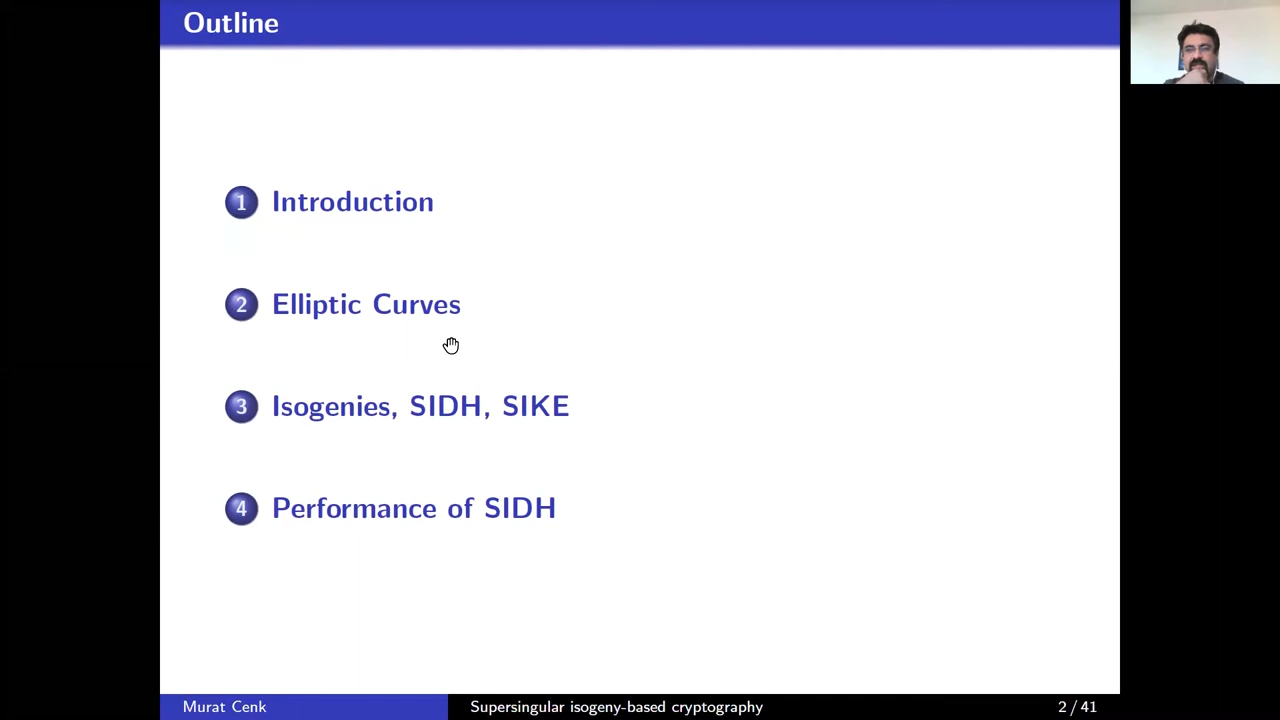 Outline
1 Introduction
2 Elliptic Curves
3 Isogenies, SIDH, SIKE
4 Performance of SIDH
Murat Cenk Supersingular isogeny-based cryptography 2 / 41